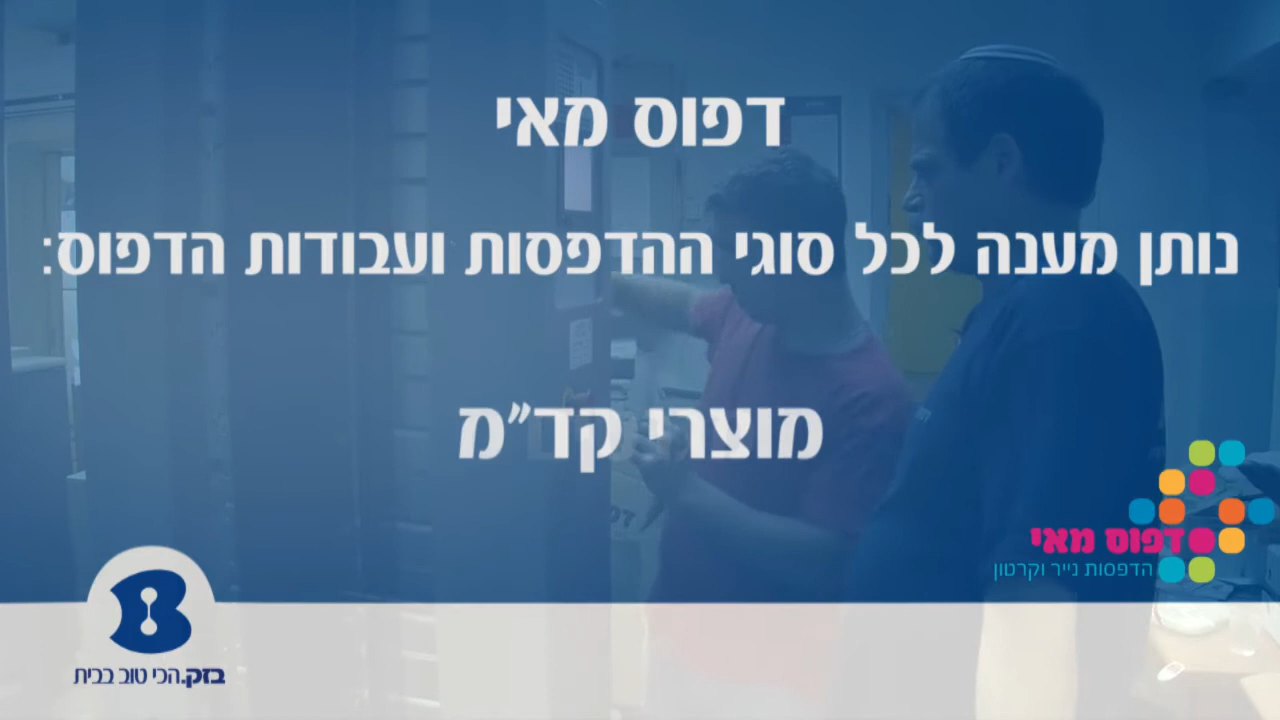 דפוס מאי
נותן מענה לכל סוגי ההדפסות ועבודות הדפוס:
מוצרי קד״מ
דפוס מאי
הדפסות נייר וקרטון
בזק.הכי טוב בבית